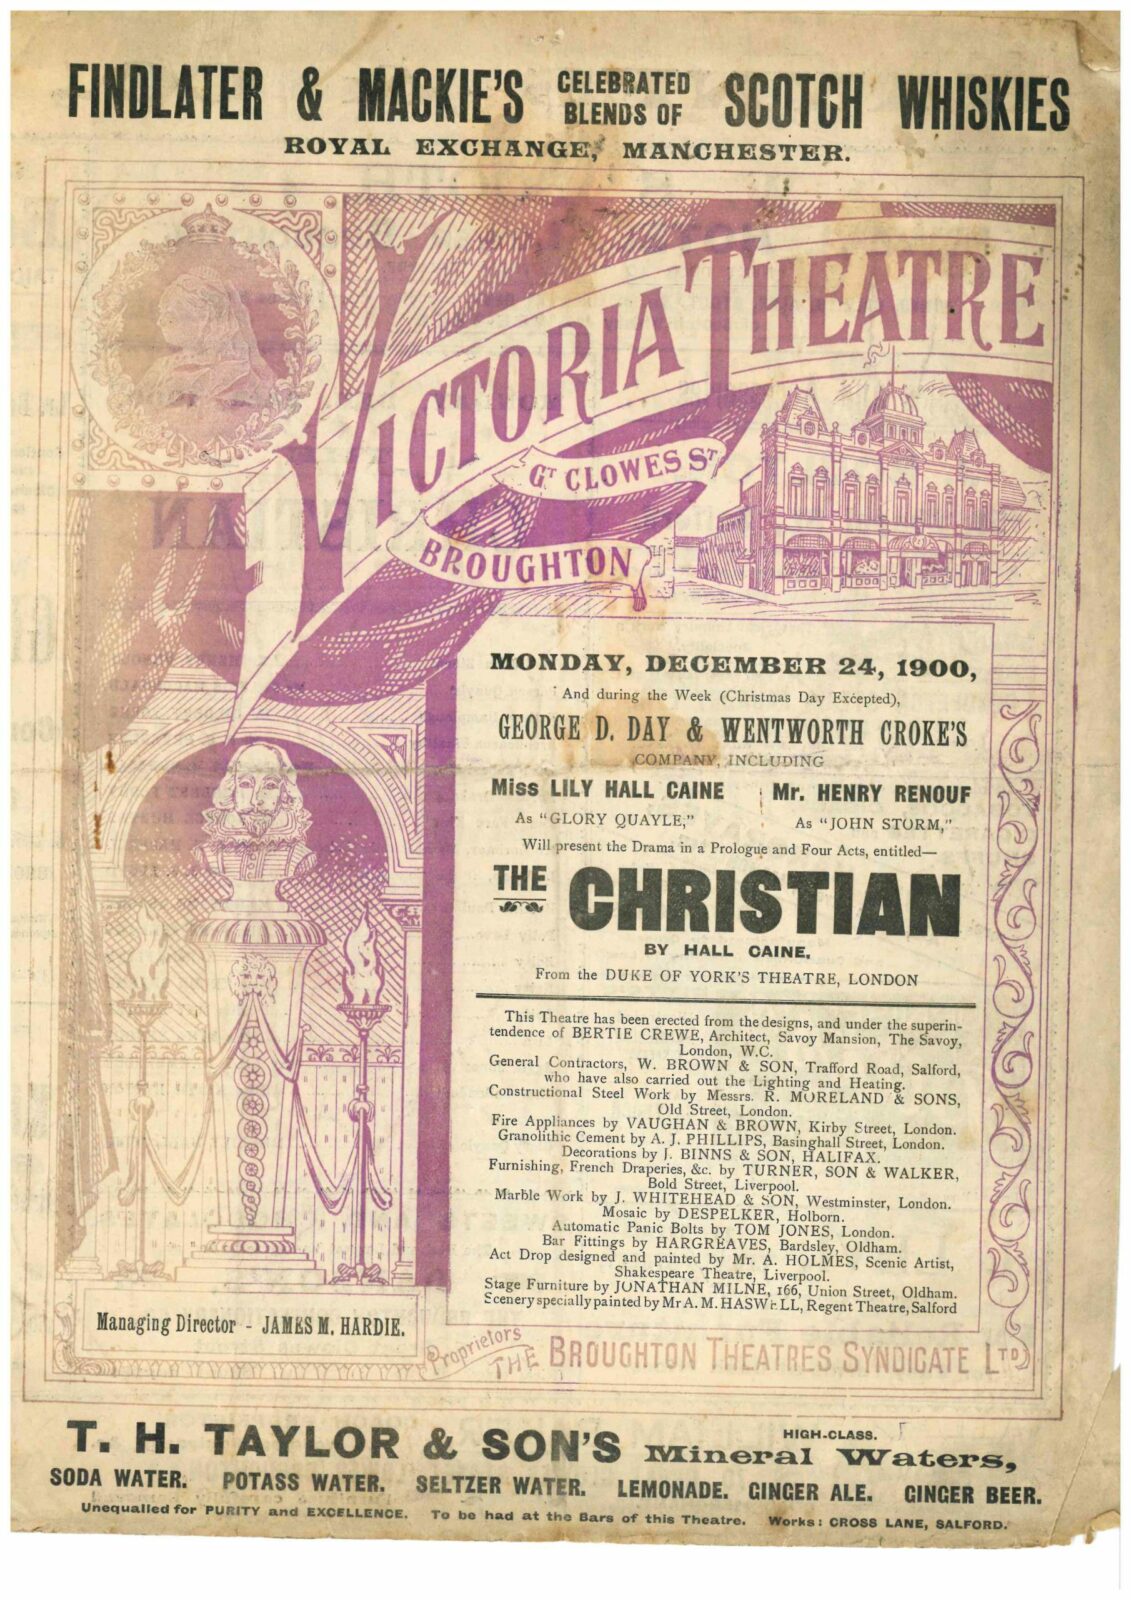 FINDLATER & MACKIE'S CELEBRATED BLENDS OF SCOTCH WHISKIES
ROYAL EXCHANGE, MANCHESTER.
VICTORIA THEATRE
GT CLOWES ST
BROUGHTON
MONDAY, DECEMBER 24, 1900,
And during the Week (Christmas Day Excepted),
GEORGE D. DAY & WENTWORTH CROKE'S
COMPANY, INCLUDING
Miss LILY HALL CAINE Mr. HENRY RENOUF
As "GLORY QUAYLE," As "JOHN STORM,"
Will present the Drama in a Prologue and Four Acts, entitled—
THE CHRISTIAN
BY HALL CAINE,
From the DUKE OF YORK'S THEATRE, LONDON
This Theatre has been erected from the designs, and under the superin-
tendence of BERTIE CREWE, Architect, Savoy Mansion, The Savoy,
London, W.C.
General Contractors, W. BROWN & SON, Trafford Road, Salford,
who have also carried out the Lighting and Heating.
Constructional Steel Work by Messrs. R. MORELAND & SONS,
Old Street, London.
Fire Appliances by VAUGHAN & BROWN, Kirby Street, London.
Granolithic Cement by A. J. PHILLIPS, Basinghall Street, London.
Decorations by J. BINNS & SON, HALIFAX.
Furnishing, French Draperies, &c. by TURNER, SON & WALKER,
Bold Street, Liverpool.
Marble Work by J. WHITEHEAD & SON, Westminster, London.
Mosaic by DESPELKER, Holborn.
Automatic Panic Bolts by TOM JONES, London.
Bar Fittings by HARGREAVES, Bardsley, Oldham.
Act Drop designed and painted by Mr. A. HOLMES, Scenic Artist,
Shakespeare Theatre, Liverpool.
Stage Furniture by JONATHAN MILNE, 166, Union Street, Oldham.
Scenery specially painted by Mr A. M. HASWELL, Regent Theatre, Salford
Managing Director - JAMES M. HARDIE.
Proprietors
THE BROUGHTON THEATRES SYNDICATE LTD
T. H. TAYLOR & SON'S HIGH-CLASS. Mineral Waters,
SODA WATER. POTASS WATER. SELTZER WATER. LEMONADE. GINGER ALE. GINGER BEER.
Unequalled for PURITY and EXCELLENCE. To be had at the Bars of this Theatre. Works: CROSS LANE, SALFORD.